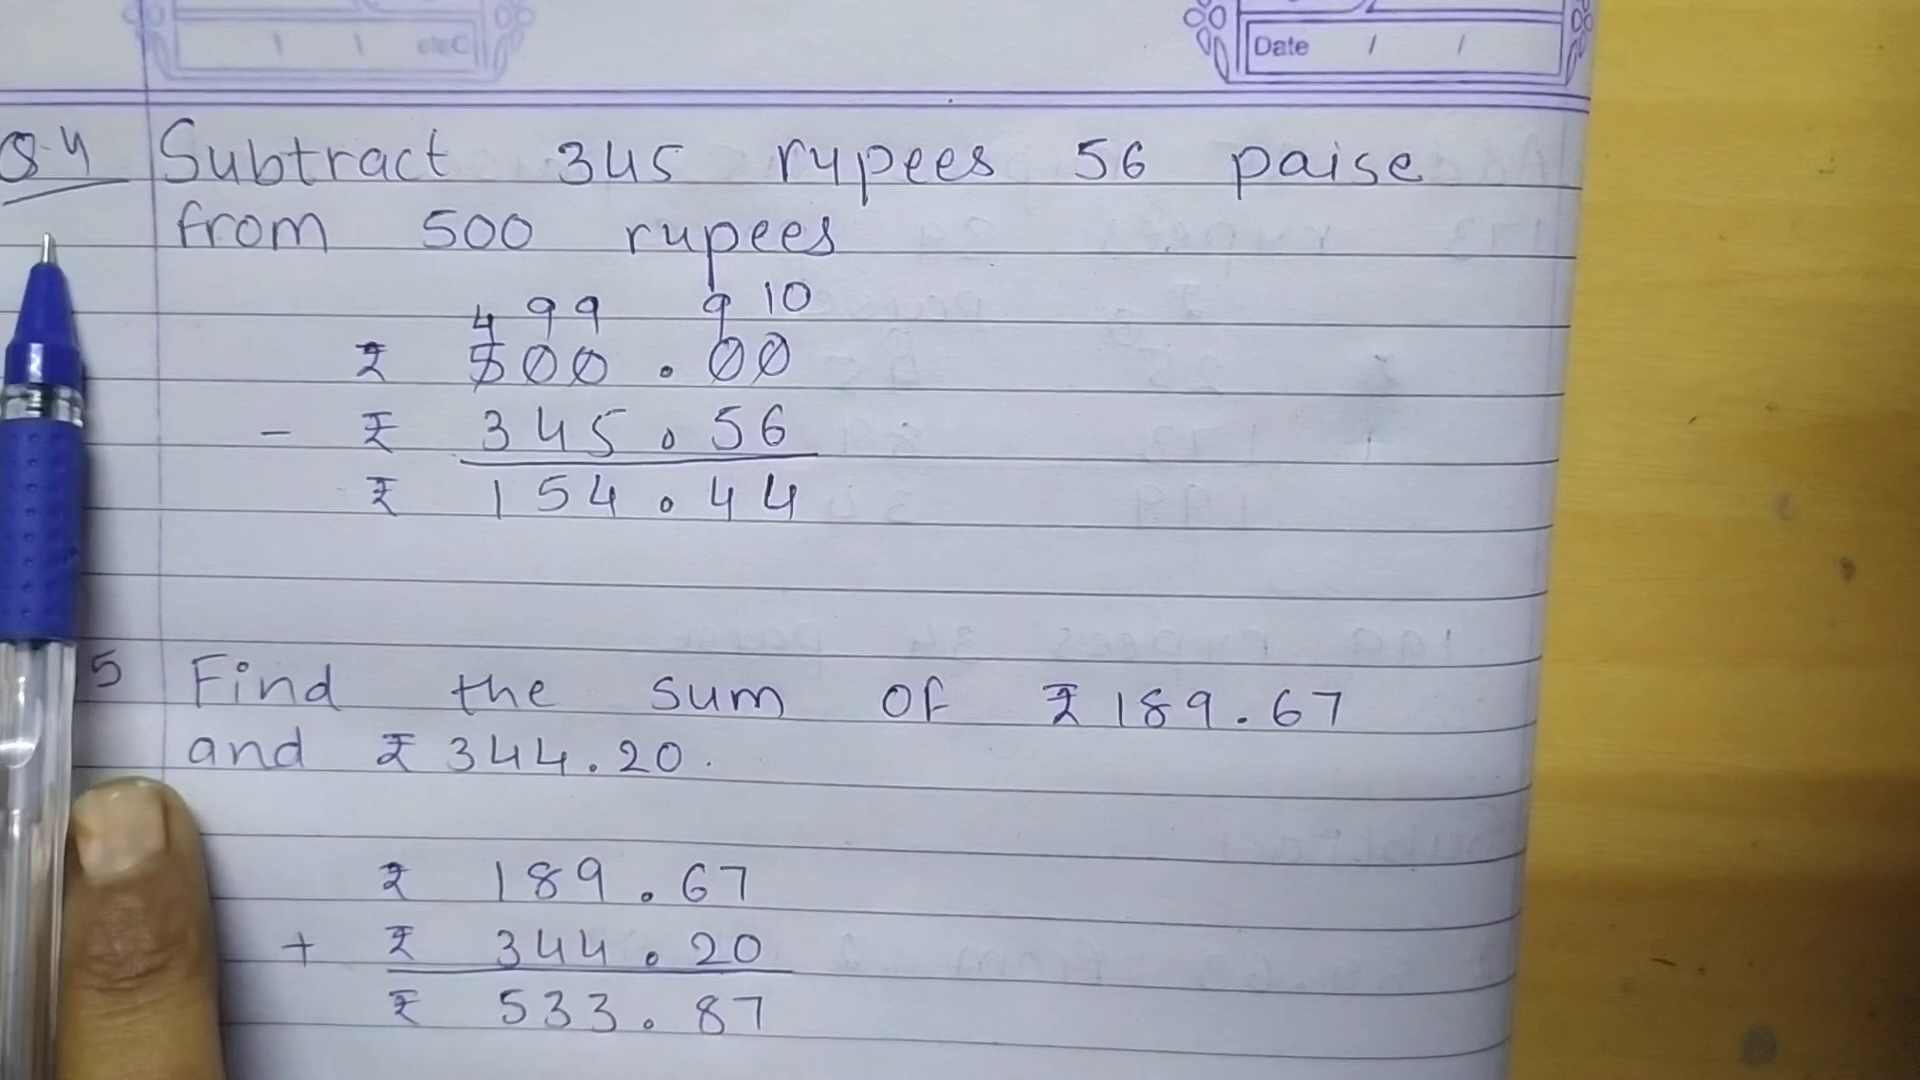 Date / /
Q.4 Subtract 345 rupees 56 paise
from 500 rupees
4 9 9 9 10
₹ 500.00
- ₹ 345.56
₹ 154.44
5 Find the sum of ₹ 189.67
and ₹ 344.20.
₹ 189.67
+ ₹ 344.20
₹ 533.87